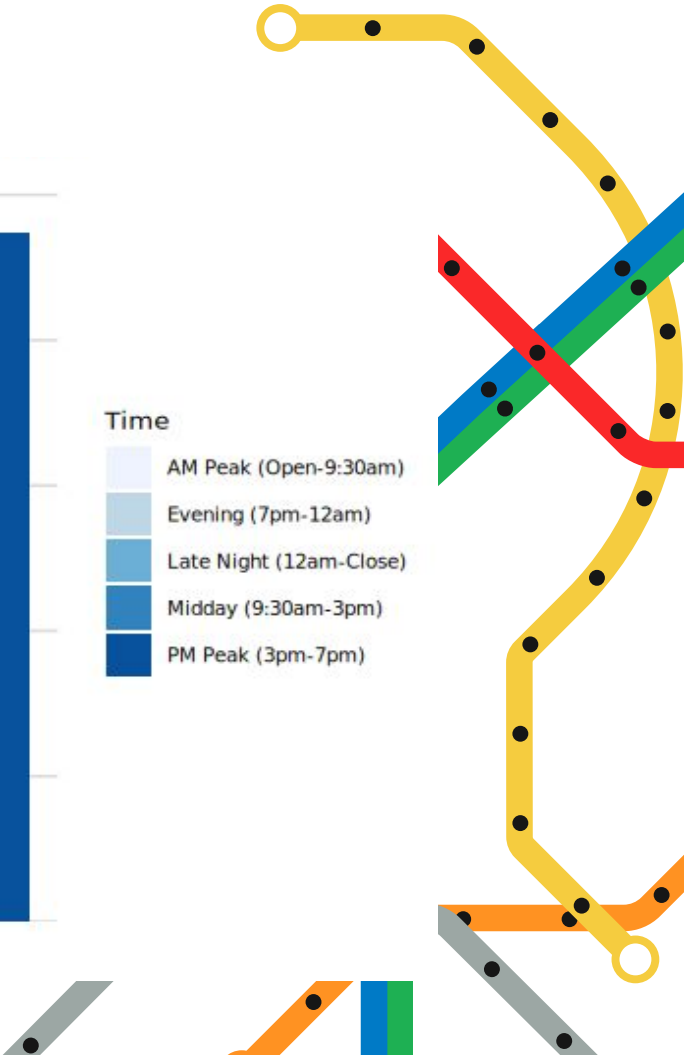 Time
AM Peak (Open-9:30am)
Evening (7pm-12am)
Late Night (12am-Close)
Midday (9:30am-3pm)
PM Peak (3pm-7pm)